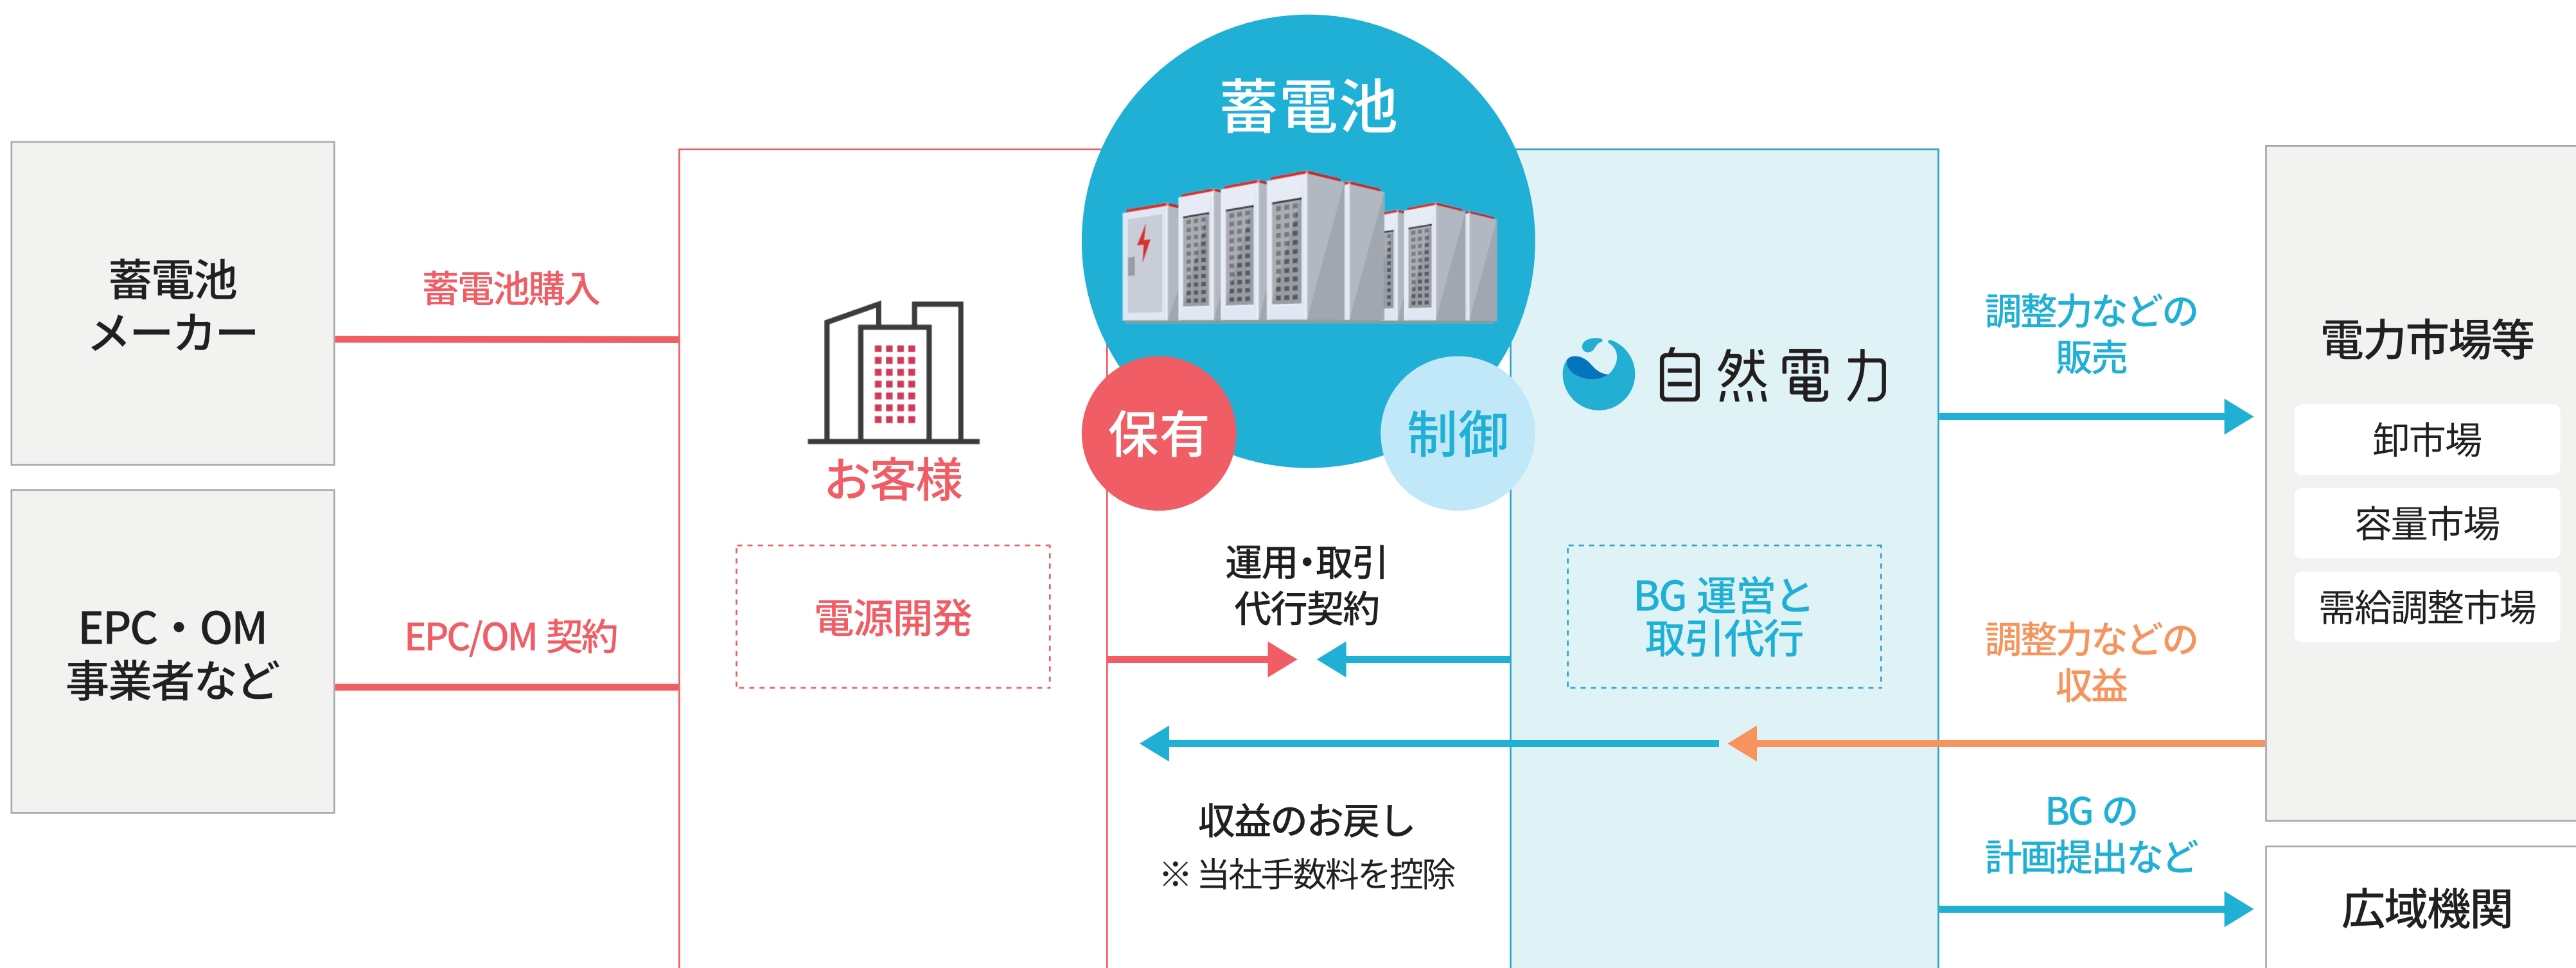 蓄電池
メーカー
EPC・OM
事業者など
蓄電池購入
EPC/OM 契約
お客様
電源開発
蓄電池
保有
制御
運用･取引
代行契約
収益のお戻し
※ 当社手数料を控除
自然電力
BG 運営と
取引代行
調整力などの
販売
調整力などの
収益
BG の
計画提出など
電力市場等
卸市場
容量市場
需給調整市場
広域機関